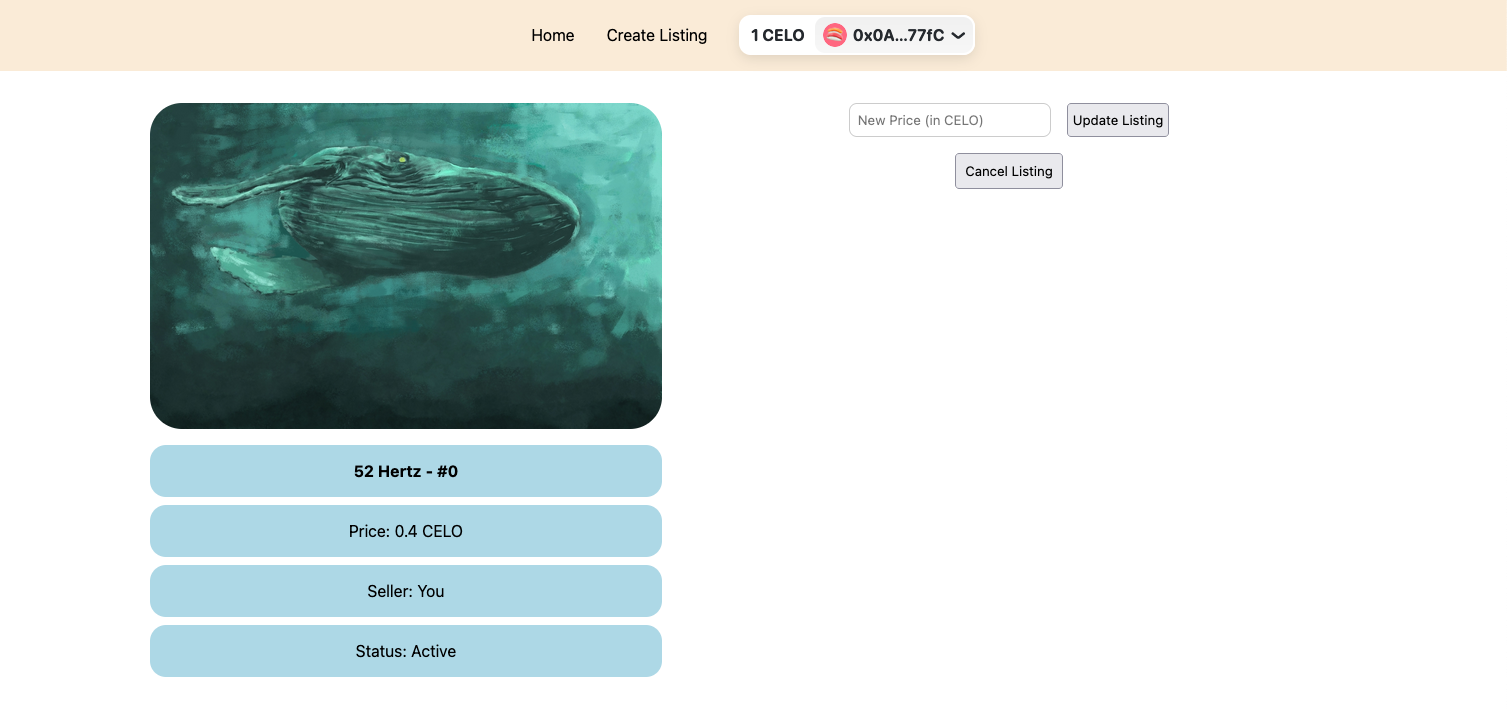 Home
Create Listing
1 CELO
0x0A...77fC
New Price (in CELO)
Update Listing
Cancel Listing
52 Hertz - #0
Price: 0.4 CELO
Seller: You
Status: Active